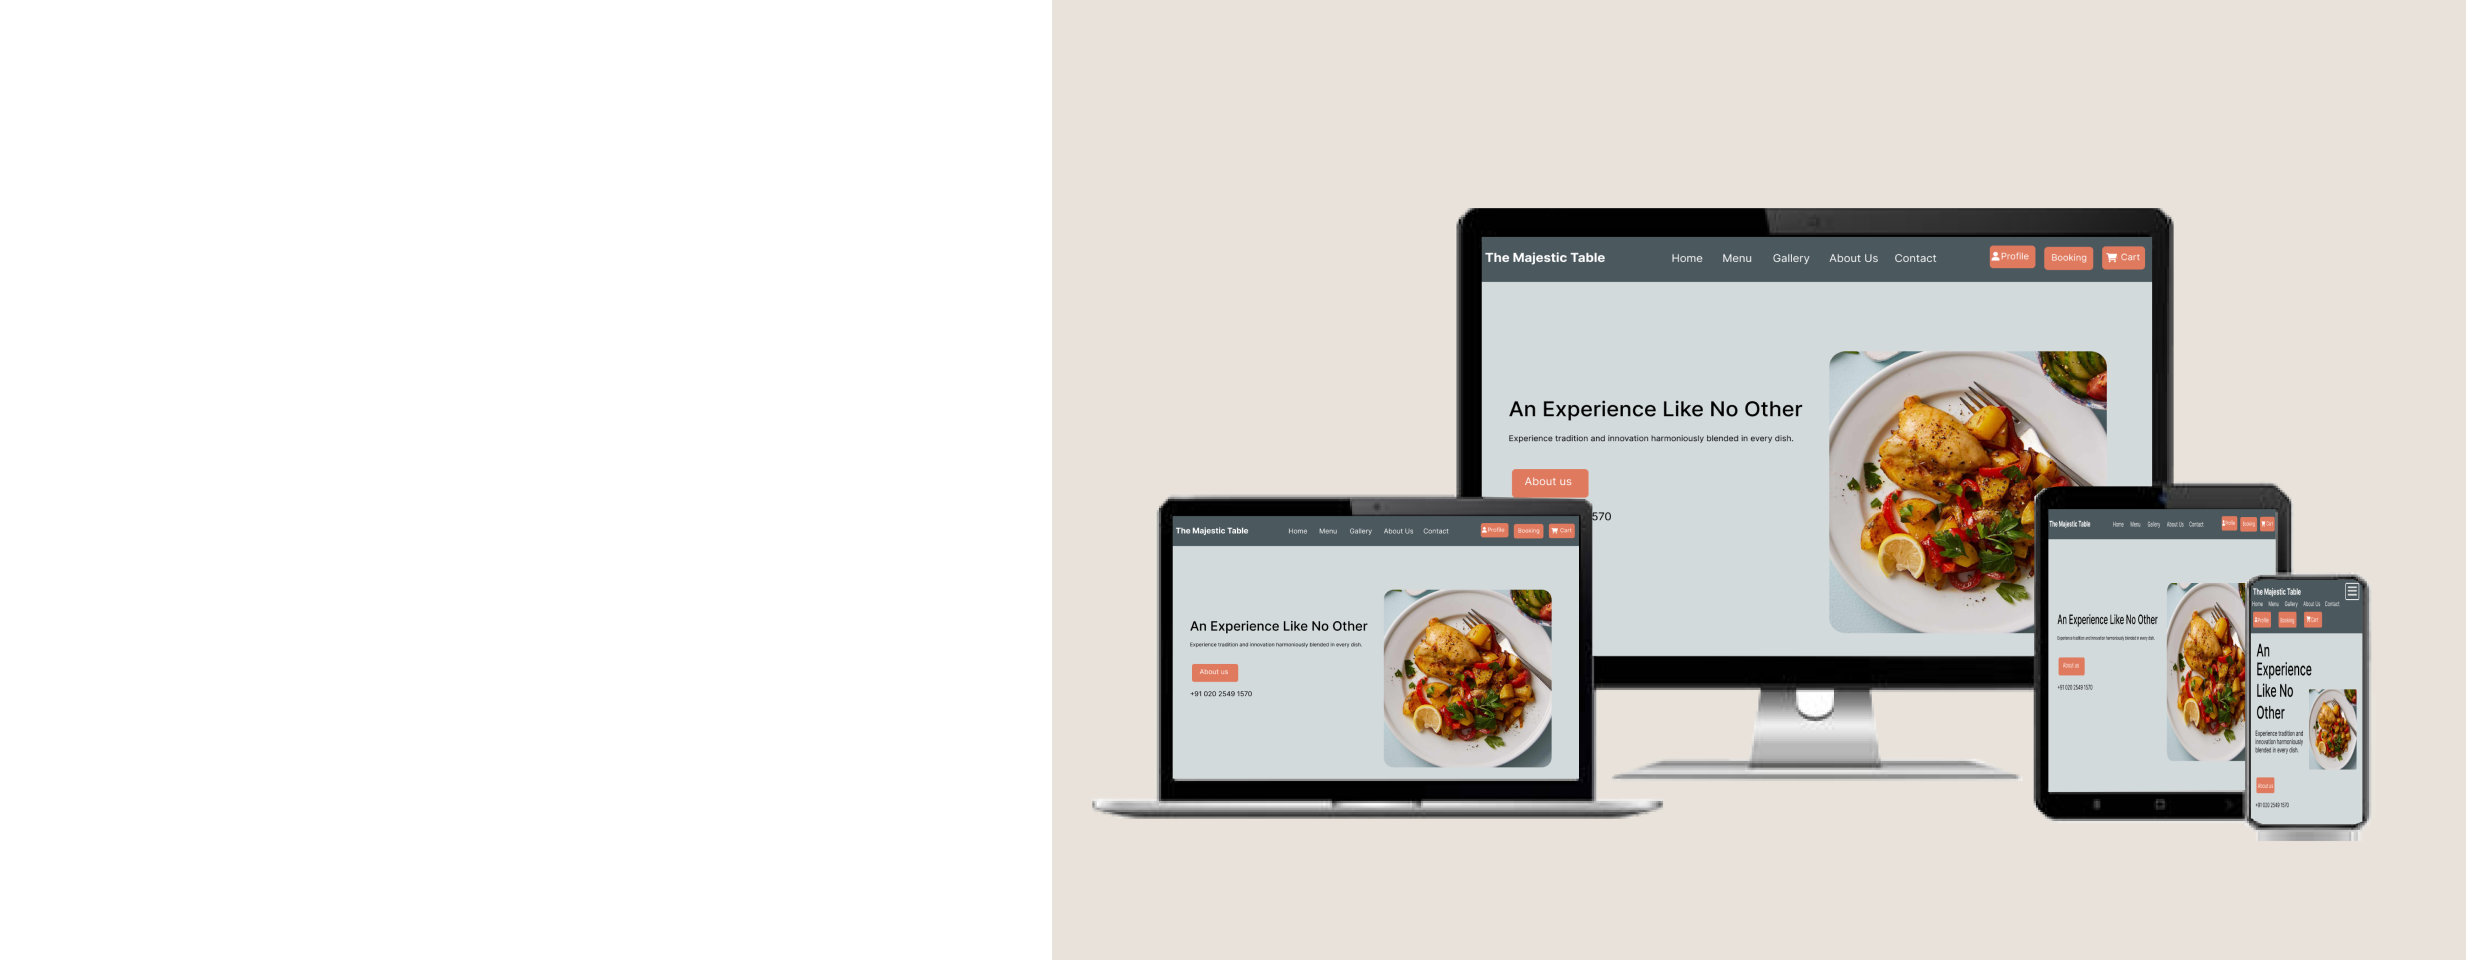 The Majestic Table Home Menu Gallery About Us Contact Profile Booking Cart
An Experience Like No Other
Experience tradition and innovation harmoniously blended in every dish.
About us
570
The Majestic Table Home Menu Gallery About Us Contact Profile Booking Cart
An Experience Like No Other
Experience tradition and innovation harmoniously blended in every dish.
About us
+91 020 2549 1570
The Majestic Table Home Menu Gallery About Us Contact Profile Booking Cart
An Experience Like No Other
Experience tradition and innovation harmoniously blended in every dish.
About us
+91 020 2549 1570
The Majestic Table
Home Menu Gallery About Us Contact
Profile Booking Cart
An
Experience
Like No
Other
Experience tradition and
innovation harmoniously
blended in every dish.
About us
+91 020 2549 1570